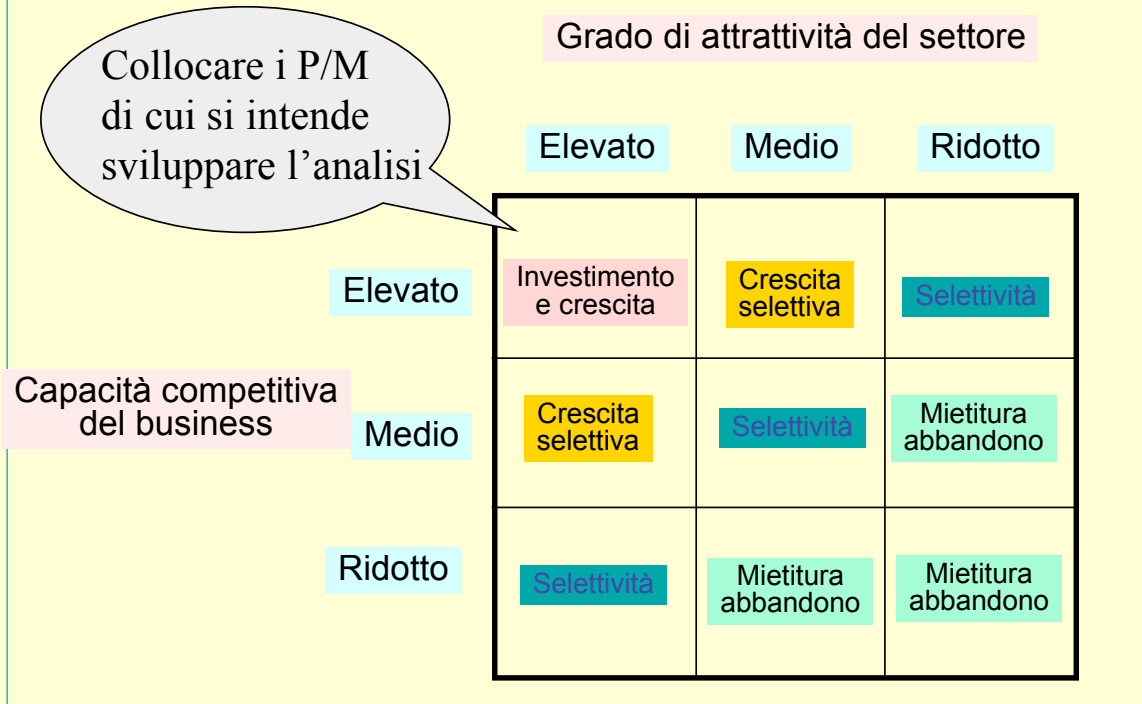 Grado di attrattività del settore
Collocare i P/M
di cui si intende
sviluppare l’analisi
Elevato
Medio
Ridotto
Elevato
Investimento
e crescita
Crescita
selettiva
Selettività
Capacità competitiva
del business
Medio
Crescita
selettiva
Selettività
Mietitura
abbandono
Ridotto
Selettività
Mietitura
abbandono
Mietitura
abbandono